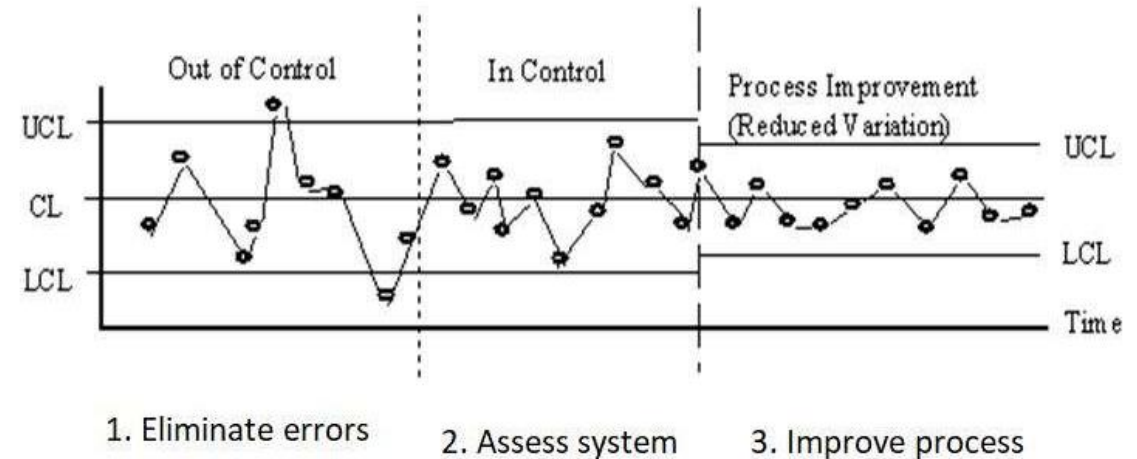 Out of Control
In Control
Process Improvement
(Reduced Variation)
UCL
UCL
CL
LCL
LCL
Time
1. Eliminate errors
2. Assess system
3. Improve process